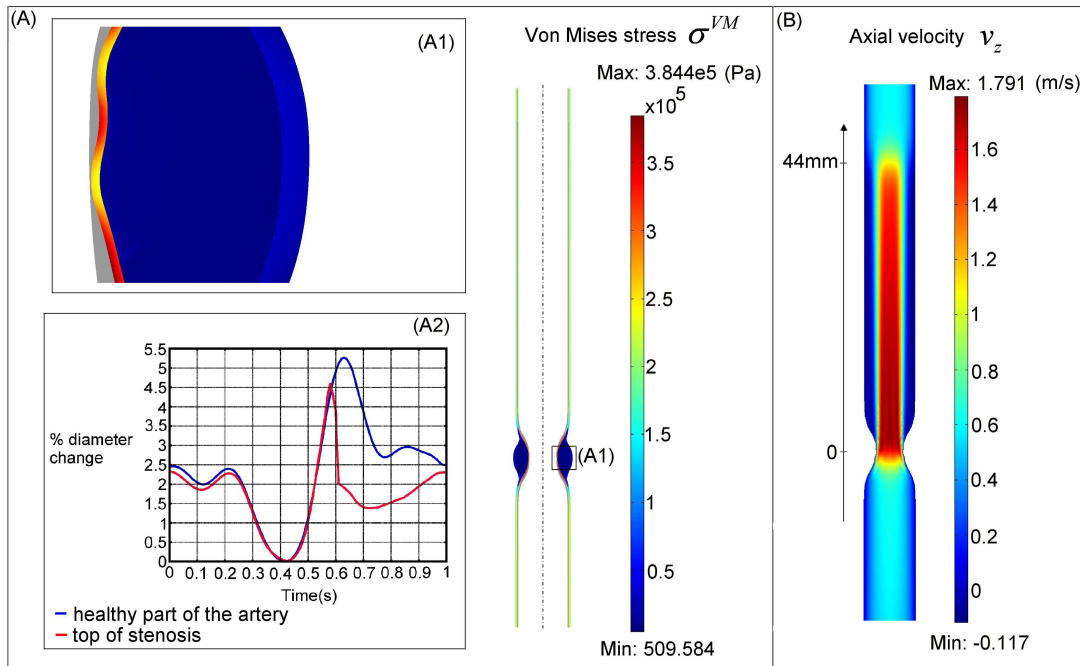 (A)
(A1)
Von Mises stress σ^VM
Max: 3.844e5 (Pa)
x10^5
3.5
3
2.5
2
1.5
1
0.5
Min: 509.584
(A1)
(A2)
5.5
5
4.5
4
3.5
3
2.5
2
1.5
1
0.5
0
% diameter
change
0 0.1 0.2 0.3 0.4 0.5 0.6 0.7 0.8 0.9 1
Time(s)
healthy part of the artery
top of stenosis
(B)
Axial velocity v_z
Max: 1.791 (m/s)
44mm
0
1.6
1.4
1.2
1
0.8
0.6
0.4
0.2
0
Min: -0.117